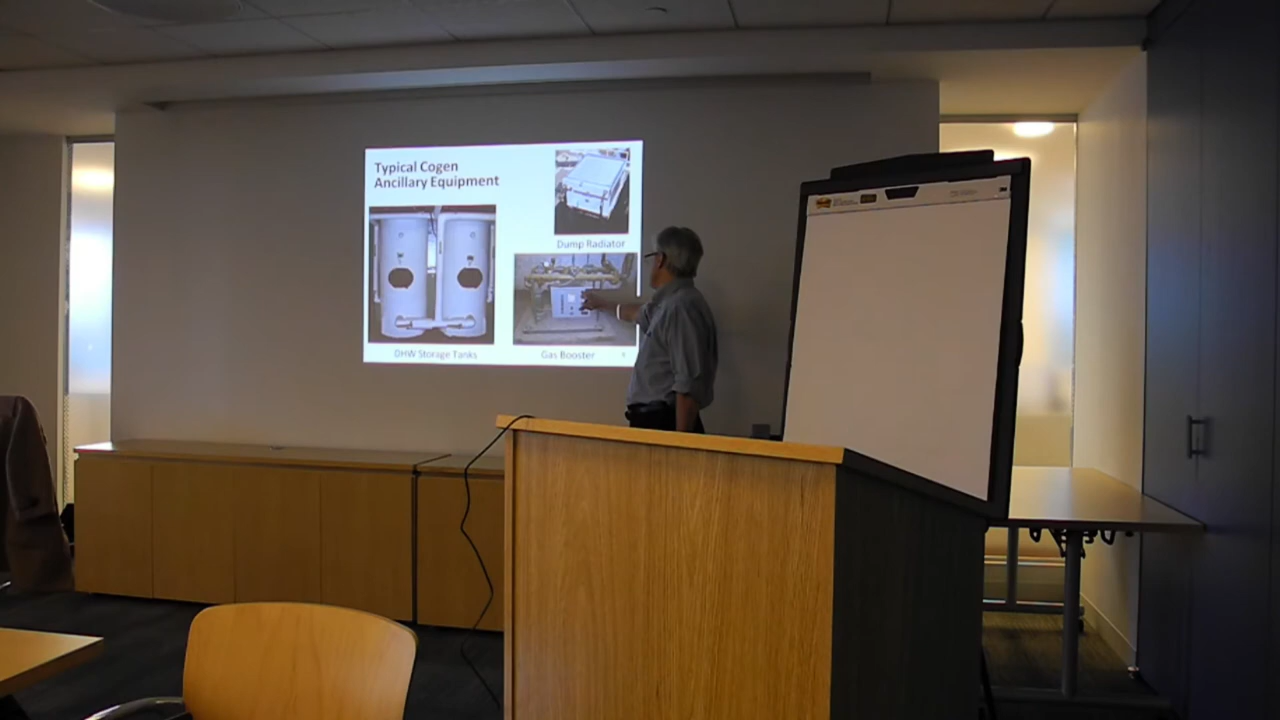 Typical Cogen
Ancillary Equipment
Dump Radiator
DHW Storage Tanks
Gas Booster